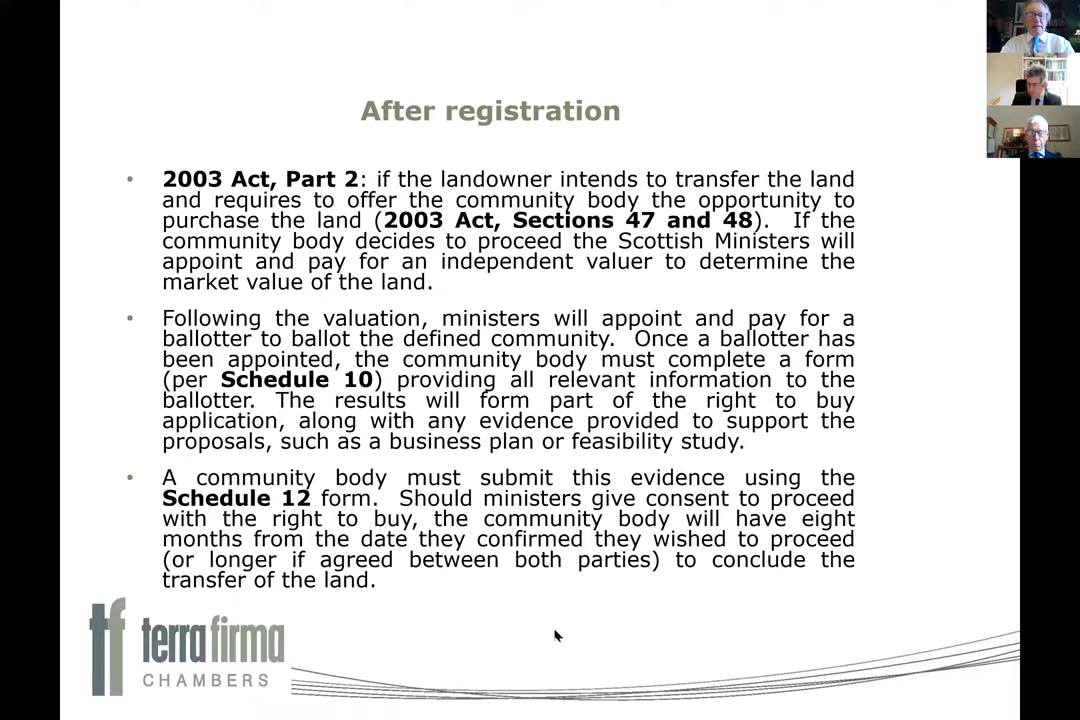 After registration
• 2003 Act, Part 2: if the landowner intends to transfer the land
and requires to offer the community body the opportunity to
purchase the land (2003 Act, Sections 47 and 48). If the
community body decides to proceed the Scottish Ministers will
appoint and pay for an independent valuer to determine the
market value of the land.
• Following the valuation, ministers will appoint and pay for a
ballotter to ballot the defined community. Once a ballotter has
been appointed, the community body must complete a form
(per Schedule 10) providing all relevant information to the
ballotter. The results will form part of the right to buy
application, along with any evidence provided to support the
proposals, such as a business plan or feasibility study.
• A community body must submit this evidence using the
Schedule 12 form. Should ministers give consent to proceed
with the right to buy, the community body will have eight
months from the date they confirmed they wished to proceed
(or longer if agreed between both parties) to conclude the
transfer of the land.
tf terra firma
CHAMBERS